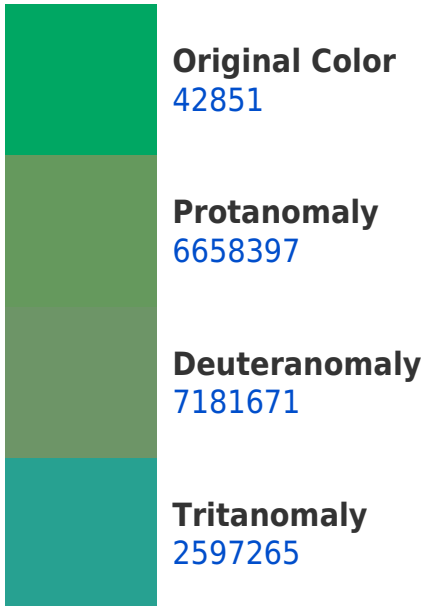 Original Color
42851
Protanomaly
6658397
Deuteranomaly
7181671
Tritanomaly
2597265